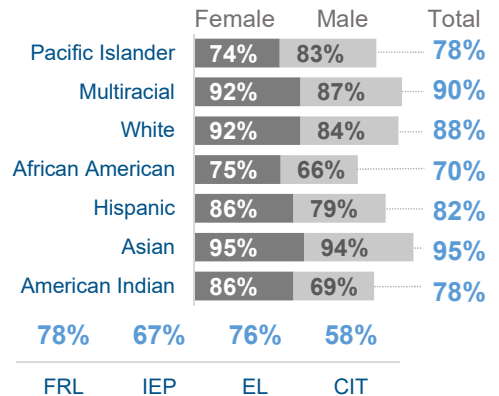 Female Male Total
Pacific Islander 74% 83% 78%
Multiracial 92% 87% 90%
White 92% 84% 88%
African American 75% 66% 70%
Hispanic 86% 79% 82%
Asian 95% 94% 95%
American Indian 86% 69% 78%
78% 67% 76% 58%
FRL IEP EL CIT